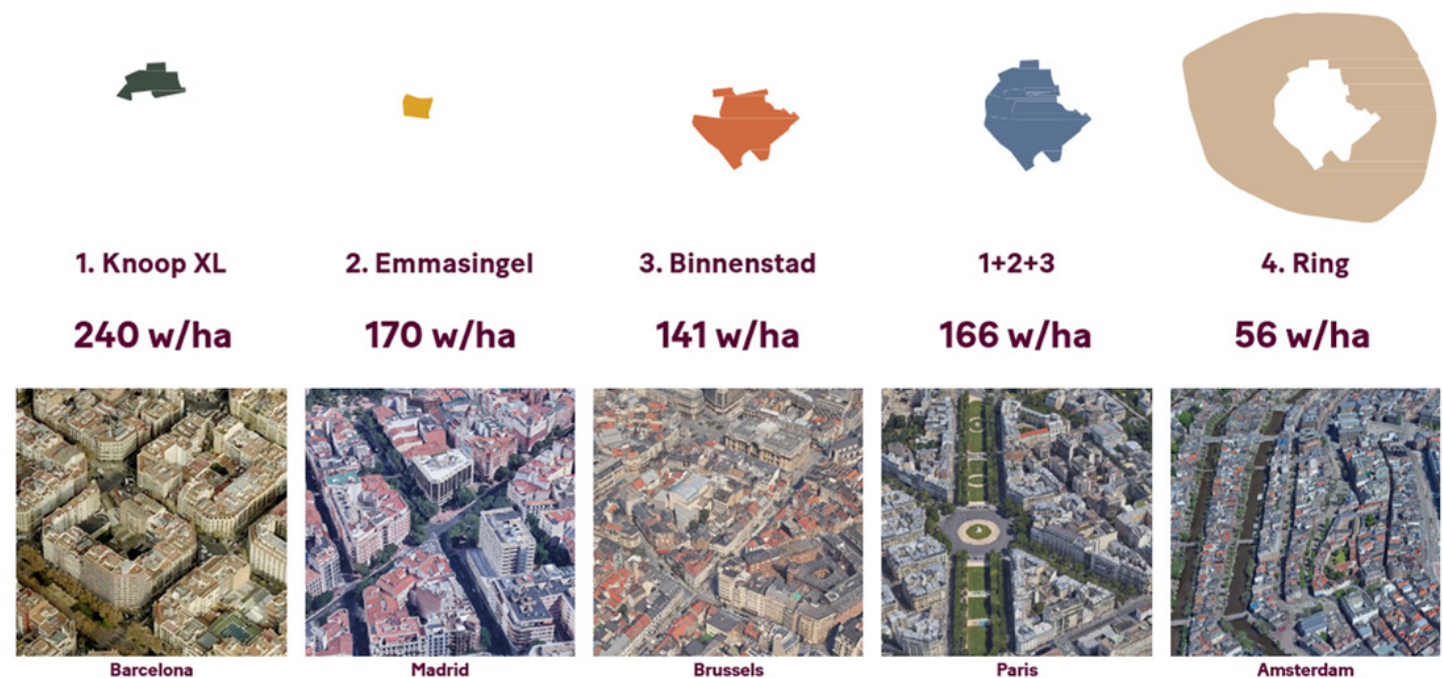 1. Knoop XL
2. Emmasingel
3. Binnenstad
1+2+3
4. Ring
240 w/ha
170 w/ha
141 w/ha
166 w/ha
56 w/ha
Barcelona
Madrid
Brussels
Paris
Amsterdam